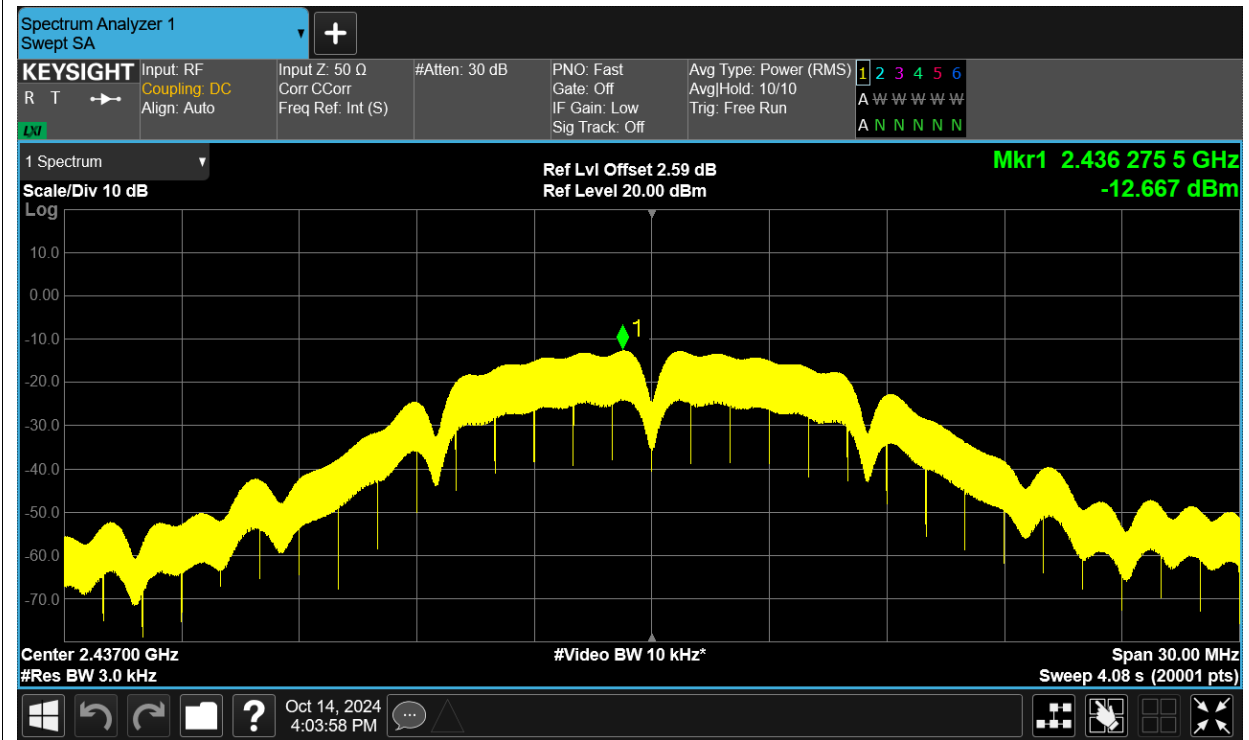 Spectrum Analyzer 1
Swept SA
KEYSIGHT
R T
LXI
Input: RF
Coupling: DC
Align: Auto
Input Z: 50 Ω
Corr CCorr
Freq Ref: Int (S)
#Atten: 30 dB
PNO: Fast
Gate: Off
IF Gain: Low
Sig Track: Off
Avg Type: Power (RMS)
Avg|Hold: 10/10
Trig: Free Run
1 2 3 4 5 6
A W W W W W
A N N N N N
1 Spectrum
Scale/Div 10 dB
Ref Lvl Offset 2.59 dB
Ref Level 20.00 dBm
Mkr1 2.436 275 5 GHz
-12.667 dBm
Log
10.0
0.00
-10.0
-20.0
-30.0
-40.0
-50.0
-60.0
-70.0
1
Center 2.43700 GHz
#Res BW 3.0 kHz
#Video BW 10 kHz*
Span 30.00 MHz
Sweep 4.08 s (20001 pts)
?
Oct 14, 2024
4:03:58 PM